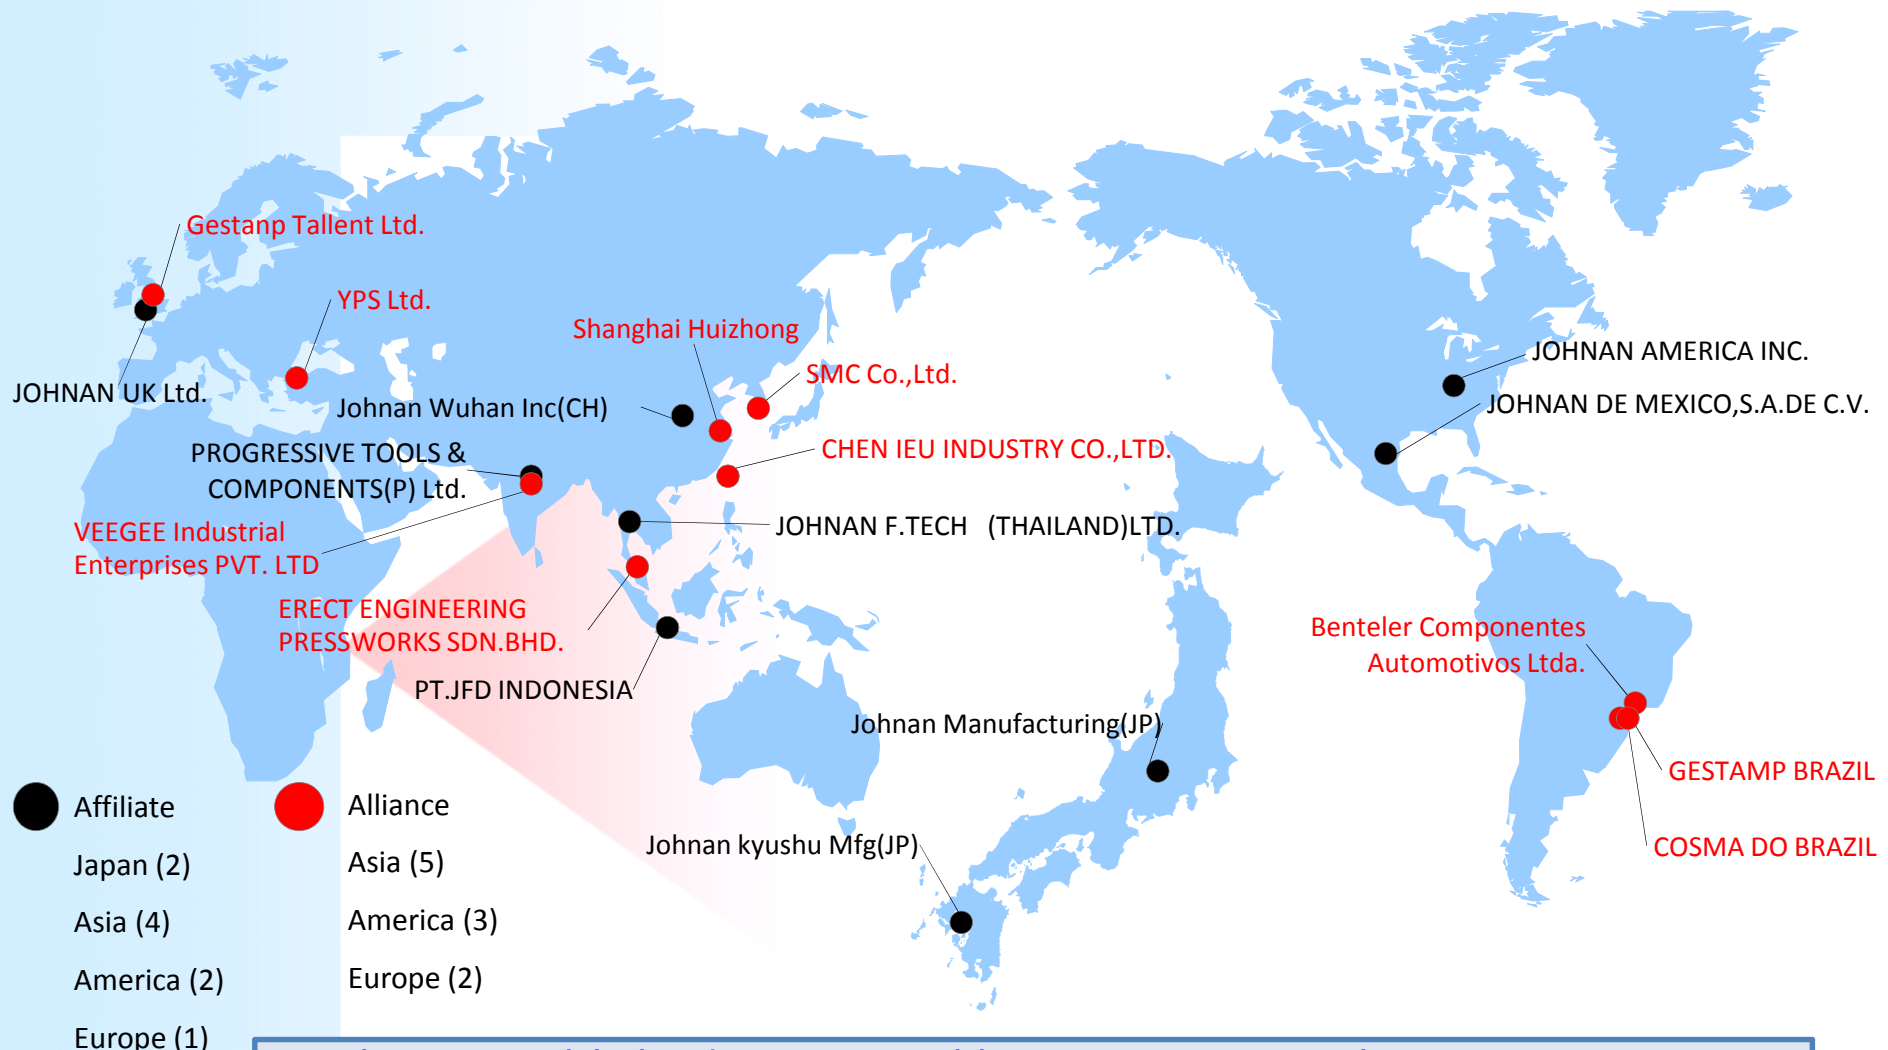 Gestanp Tallent Ltd.
YPS Ltd.
Shanghai Huizhong
SMC Co.,Ltd.
JOHNAN UK Ltd.
Johnan Wuhan Inc(CH)
JOHNAN AMERICA INC.
JOHNAN DE MEXICO,S.A.DE C.V.
PROGRESSIVE TOOLS &
COMPONENTS(P) Ltd.
CHEN IEU INDUSTRY CO.,LTD.
VEEGEE Industrial
Enterprises PVT. LTD
JOHNAN F.TECH (THAILAND)LTD.
ERECT ENGINEERING
PRESSWORKS SDN.BHD.
PT.JFD INDONESIA
Benteler Componentes
Automotivos Ltda.
Johnan Manufacturing(JP)
GESTAMP BRAZIL
COSMA DO BRAZIL
Johnan kyushu Mfg(JP)
Affiliate
Japan (2)
Asia (4)
America (2)
Europe (1)
Alliance
Asia (5)
America (3)
Europe (2)